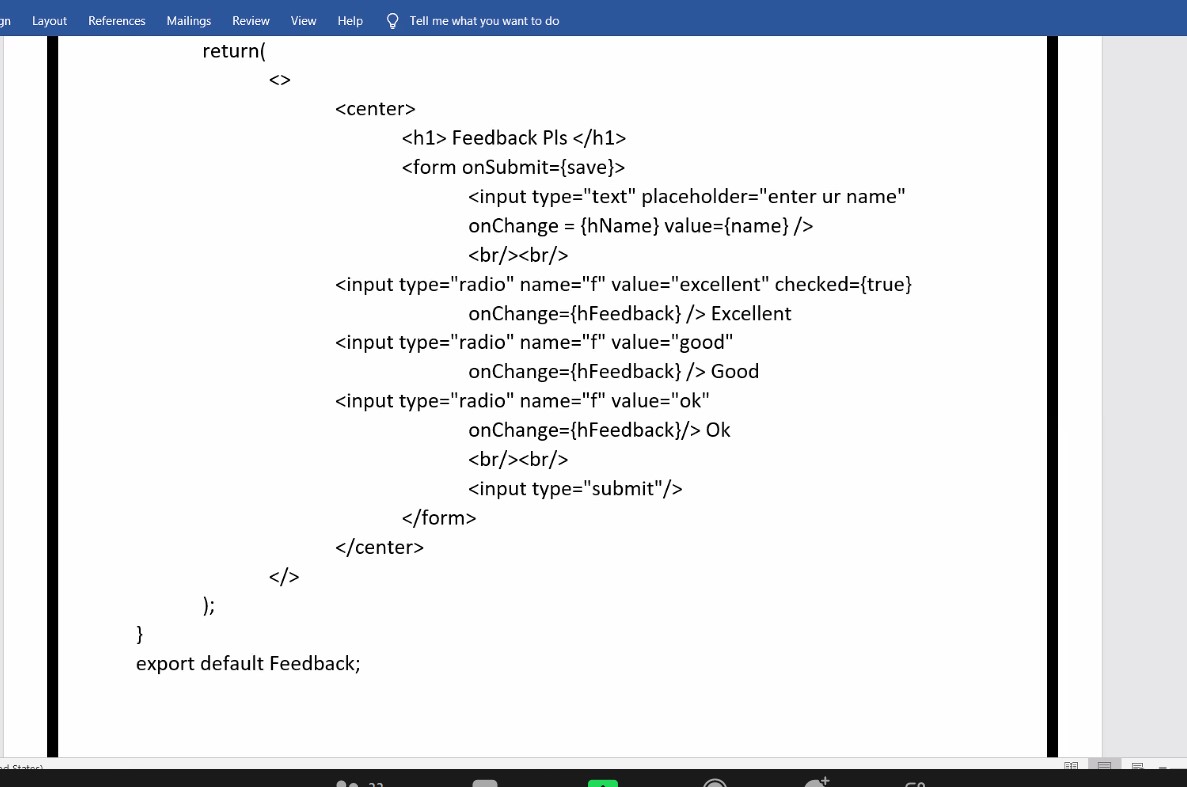 Layout References Mailings Review View Help Tell me what you want to do
return(
<>
<center>
<h1> Feedback Pls </h1>
<form onSubmit={save}>
<input type="text" placeholder="enter ur name"
onChange = {hName} value={name} />
<br/><br/>
<input type="radio" name="f" value="excellent" checked={true}
onChange={hFeedback} /> Excellent
<input type="radio" name="f" value="good"
onChange={hFeedback} /> Good
<input type="radio" name="f" value="ok"
onChange={hFeedback}/> Ok
<br/><br/>
<input type="submit"/>
</form>
</center>
</>
);
}
export default Feedback;